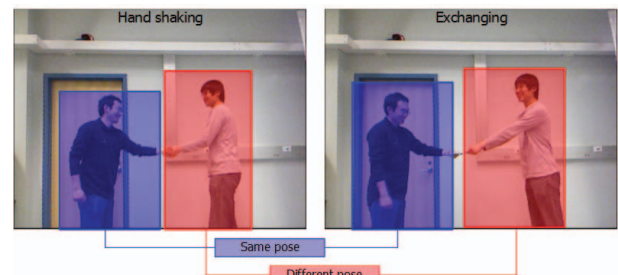 Hand shaking
Exchanging
Same pose
Different pose